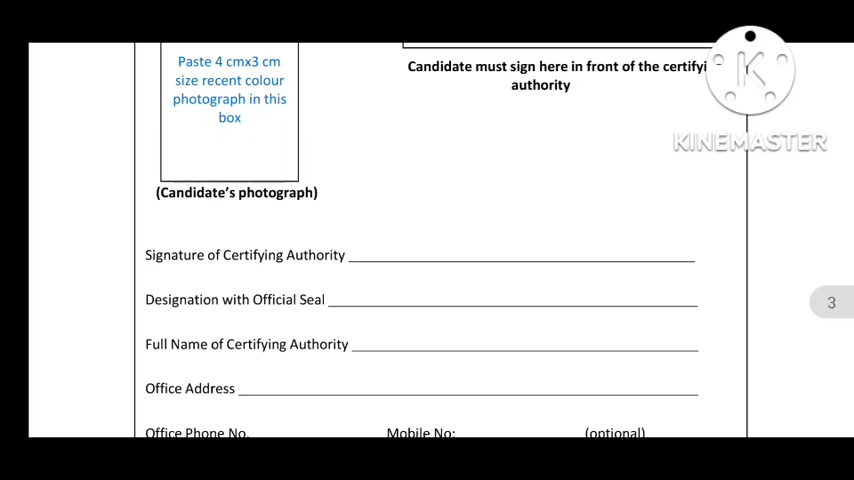 Paste 4 cmx3 cm
size recent colour
photograph in this
box
Candidate must sign here in front of the certifyi
authority
KINEMASTER
(Candidate's photograph)
Signature of Certifying Authority
Designation with Official Seal
3
Full Name of Certifying Authority
Office Address
Office Phone No. Mobile No: (optional)